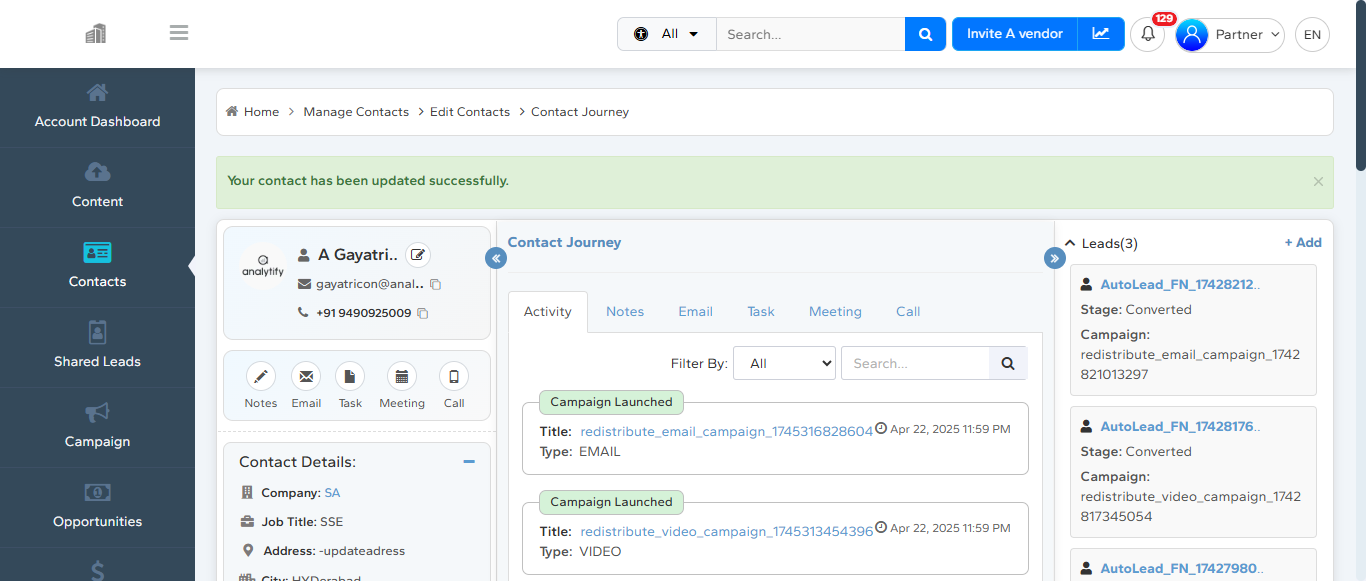 All
Search...
Invite A vendor
129
Partner
EN
Account Dashboard
Content
Contacts
Shared Leads
Campaign
Opportunities
Home > Manage Contacts > Edit Contacts > Contact Journey
Your contact has been updated successfully.
×
analytify
A Gayatri..
gayatricon@anal..
+91 9490925009
Notes
Email
Task
Meeting
Call
Contact Details:
Company: SA
Job Title: SSE
Address: -updateadress
City: HYDerabad
Contact Journey
Activity
Notes
Email
Task
Meeting
Call
Filter By:
All
Search...
Campaign Launched
Title: redistribute_email_campaign_1745316828604
Apr 22, 2025 11:59 PM
Type: EMAIL
Campaign Launched
Title: redistribute_video_campaign_1745313454396
Apr 22, 2025 11:59 PM
Type: VIDEO
Leads(3)
+ Add
AutoLead_FN_17428212..
Stage: Converted
Campaign:
redistribute_email_campaign_1742
821013297
AutoLead_FN_17428176..
Stage: Converted
Campaign:
redistribute_video_campaign_1742
817345054
AutoLead_FN_17427980..